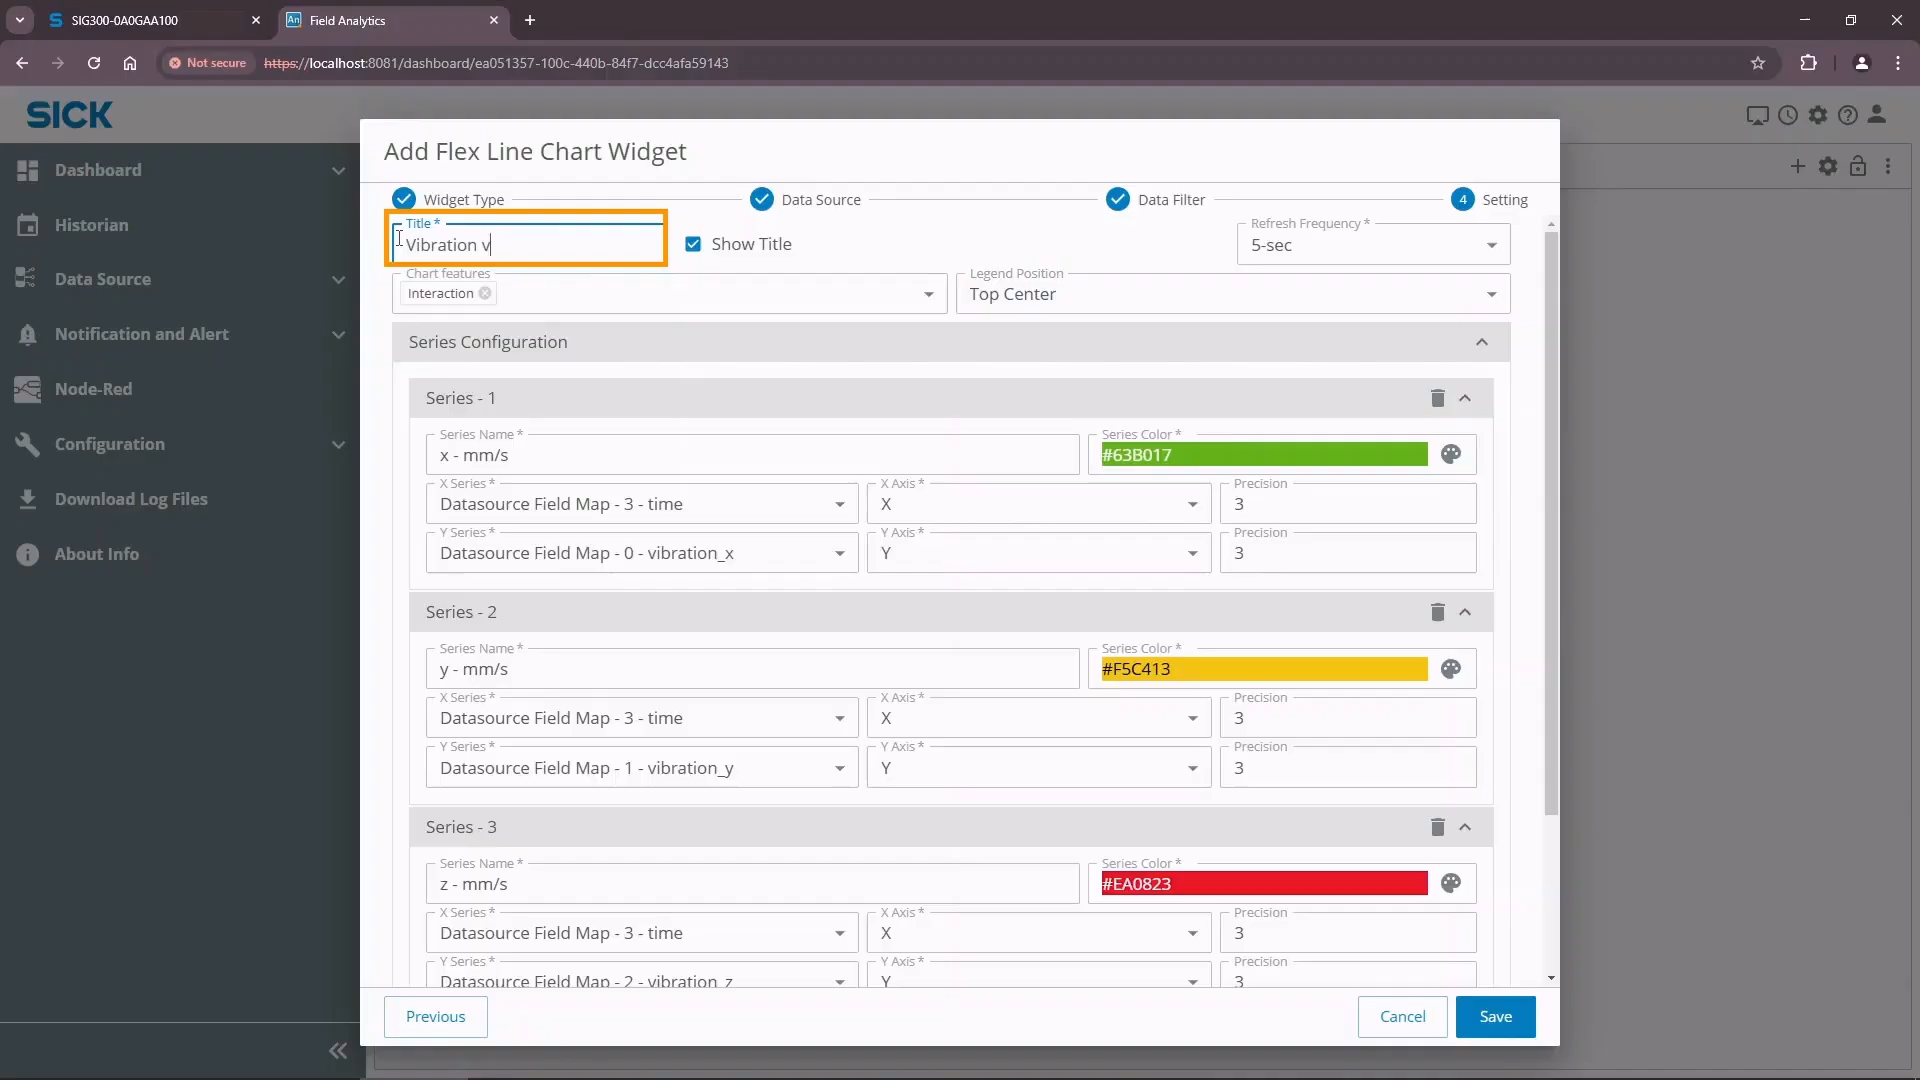 SIG300-0A0GAA100
An Field Analytics
Not secure https://localhost:8081/dashboard/ea051357-100c-440b-84f7-dcc4afa59143
SICK
Dashboard
Historian
Data Source
Notification and Alert
Node-Red
Configuration
Download Log Files
About Info
Add Flex Line Chart Widget
Widget Type
Data Source
Data Filter
4 Setting
Title *
Vibration v
Show Title
Refresh Frequency *
5-sec
Chart features
Interaction
Legend Position
Top Center
Series Configuration
Series - 1
Series Name *
x - mm/s
Series Color *
#63B017
X Series *
Datasource Field Map - 3 - time
X Axis *
X
Precision
3
Y Series *
Datasource Field Map - 0 - vibration_x
Y Axis *
Y
Precision
3
Series - 2
Series Name *
y - mm/s
Series Color *
#F5C413
X Series *
Datasource Field Map - 3 - time
X Axis *
X
Precision
3
Y Series *
Datasource Field Map - 1 - vibration_y
Y Axis *
Y
Precision
3
Series - 3
Series Name *
z - mm/s
Series Color *
#EA0823
X Series *
Datasource Field Map - 3 - time
X Axis *
X
Precision
3
Y Series *
Datasource Field Map - 2 - vibration_z
Y Axis *
Y
Precision
3
Previous
Cancel
Save